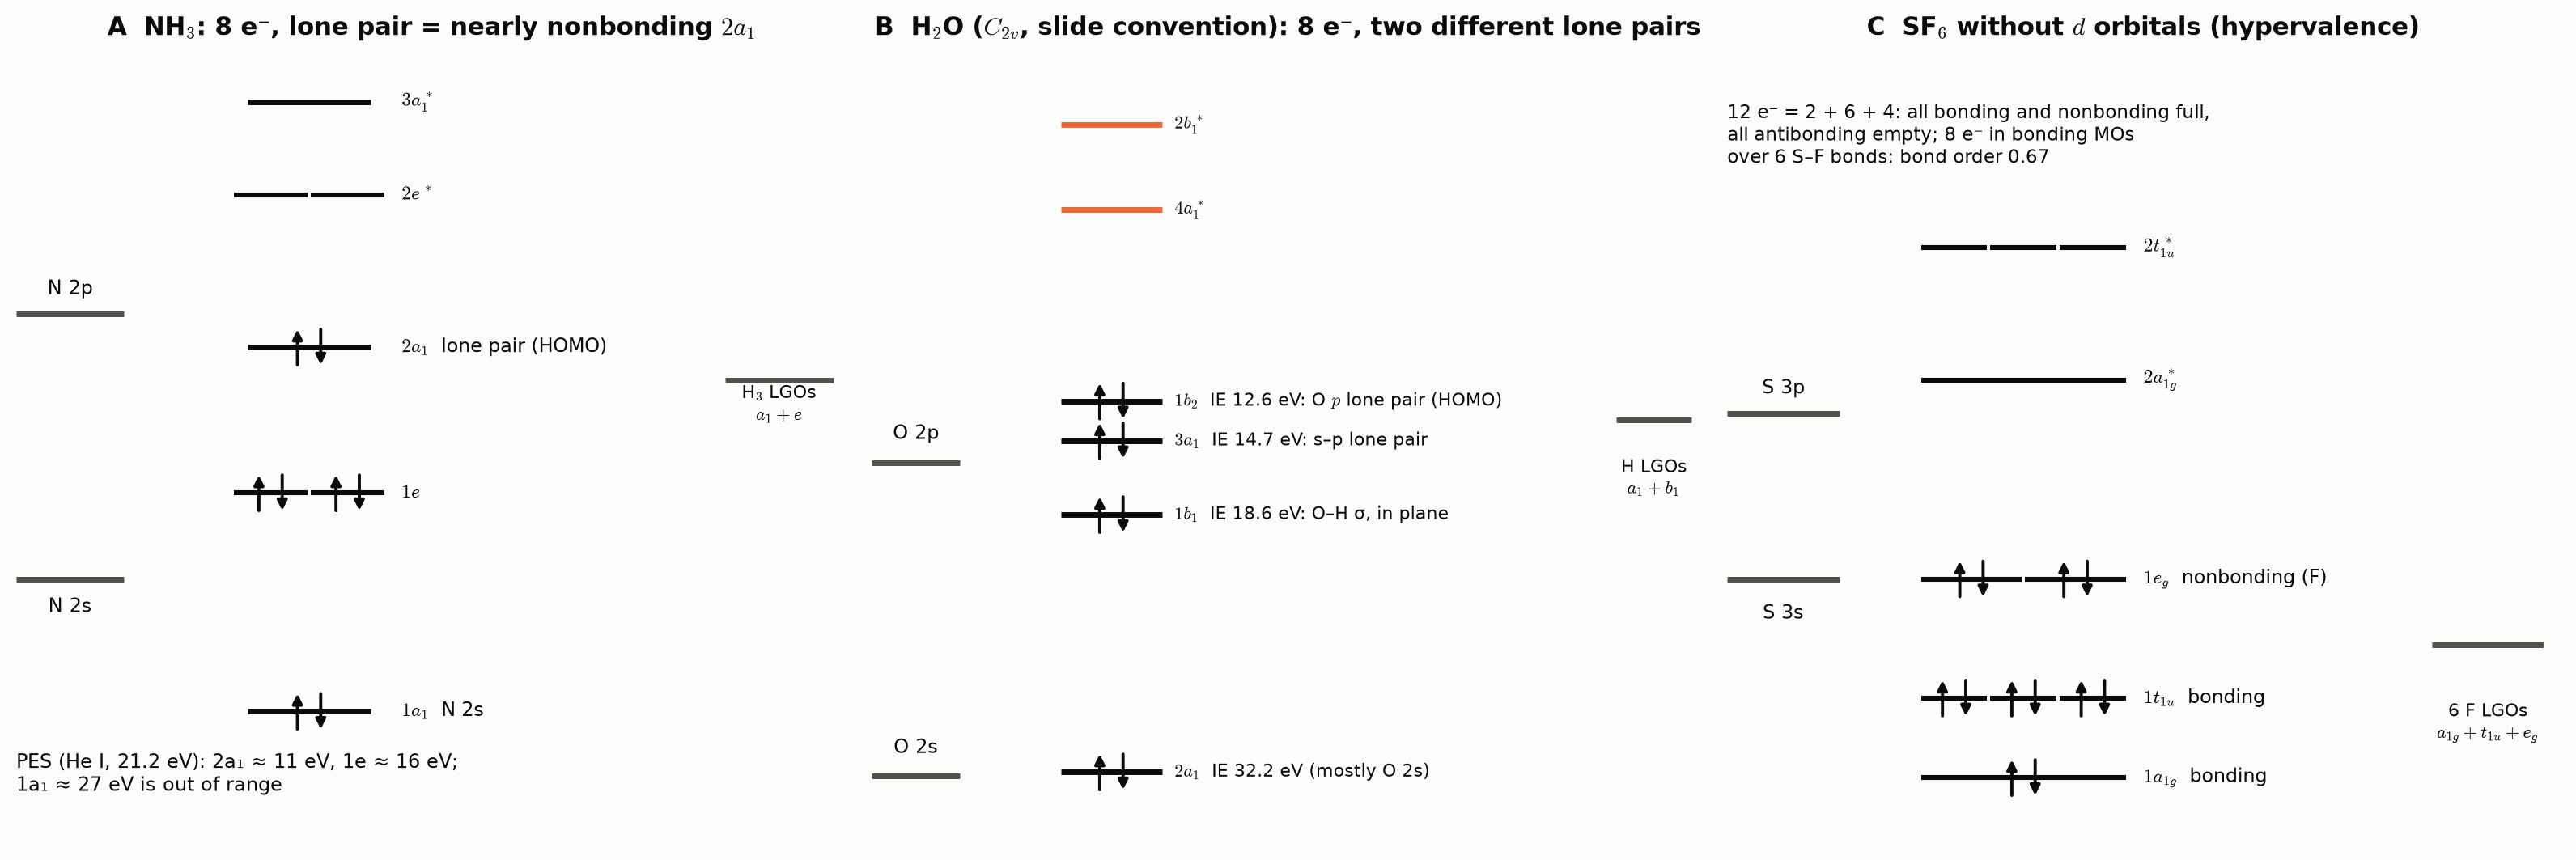 A NH₃: 8 e⁻, lone pair = nearly nonbonding 2a₁
3a₁*
2e*
N 2p
2a₁ lone pair (HOMO)
H₃ LGOs
a₁ + e
1e
N 2s
1a₁ N 2s
PES (He I, 21.2 eV): 2a₁ ≈ 11 eV, 1e ≈ 16 eV;
1a₁ ≈ 27 eV is out of range
B H₂O (C₂ᵥ, slide convention): 8 e⁻, two different lone pairs
2b₁*
4a₁*
1b₂ IE 12.6 eV: O p lone pair (HOMO)
O 2p
3a₁ IE 14.7 eV: s–p lone pair
H LGOs
a₁ + b₁
1b₁ IE 18.6 eV: O–H σ, in plane
O 2s
2a₁ IE 32.2 eV (mostly O 2s)
C SF₆ without d orbitals (hypervalence)
12 e⁻ = 2 + 6 + 4: all bonding and nonbonding full,
all antibonding empty; 8 e⁻ in bonding MOs
over 6 S–F bonds: bond order 0.67
2t₁ᵤ*
2a₁g*
S 3p
1eg nonbonding (F)
S 3s
1t₁ᵤ bonding
6 F LGOs
a₁g + t₁ᵤ + eg
1a₁g bonding